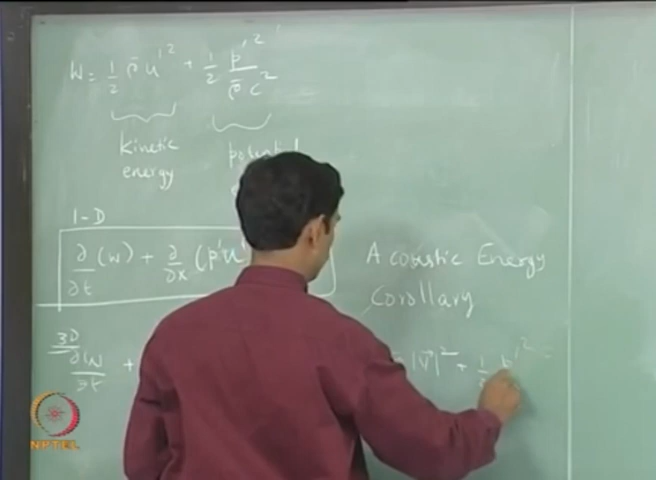 W = 1/2 ρ̄ u'² + 1/2 p'²/ρ̄ c²
kinetic
energy
1-D
∂/∂t (W) + ∂/∂x (p'u'
Acoustic Energy
Corollary
3D
∂W/∂t +
|V|² + 1/2 p'²
NPTEL